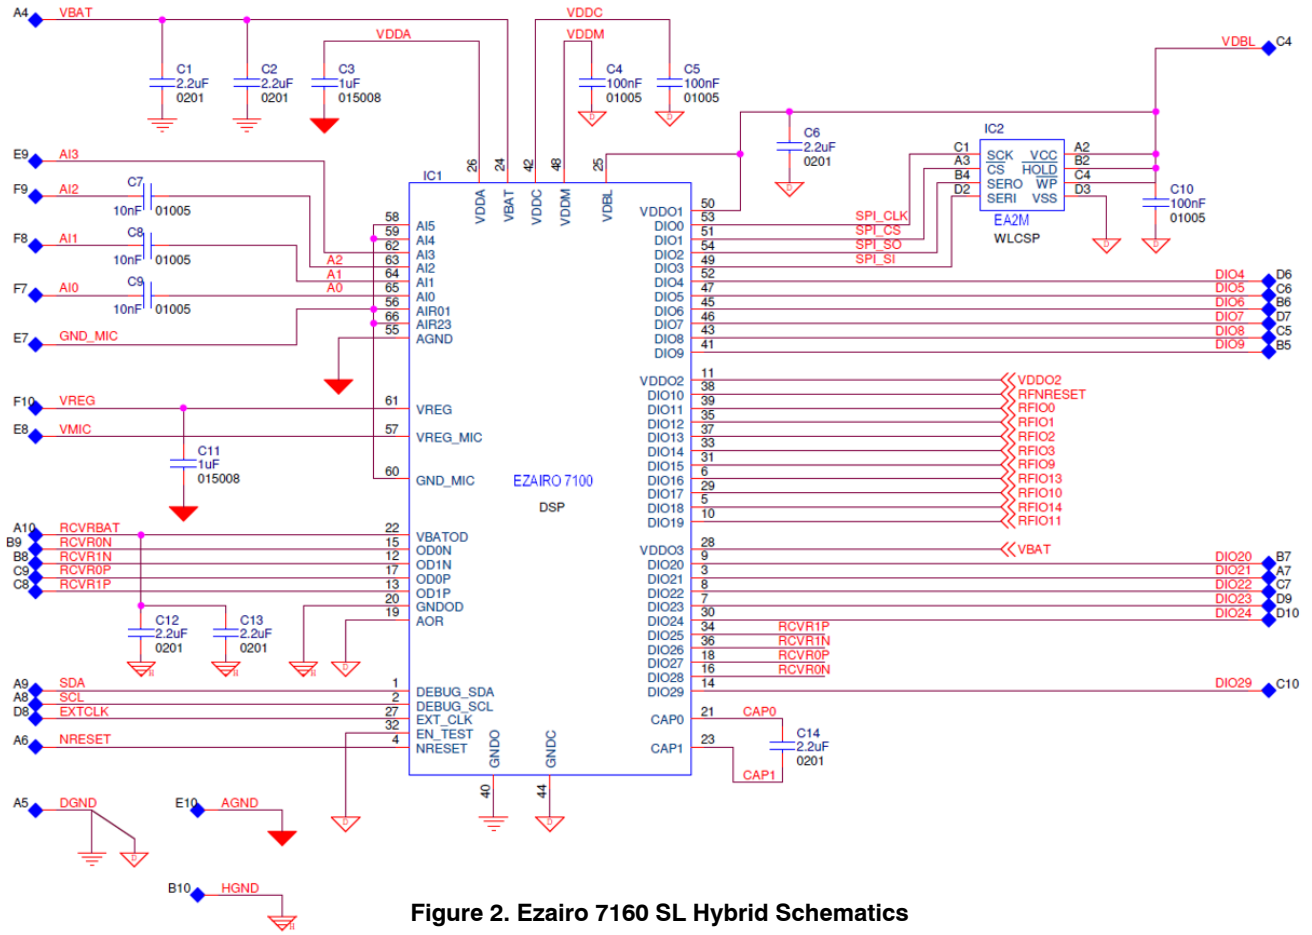 A4 VBAT
VDDC
VDDA
VDDM
VDBL C4
C1
2.2uF
0201
C2
2.2uF
0201
C3
1uF
015008
C4
100nF
01005
C5
100nF
01005
C6
2.2uF
0201
D
D
D
IC2
C1 SCK VCC A2
A3 CS HOLD B2
B4 SERO WP C4
D2 SERI VSS D3
EA2M
WLCSP
C10
100nF
01005
D
D
E9 AI3
F9 AI2
C7
10nF 01005
F8 AI1
C8
10nF 01005
F7 AI0
C9
10nF 01005
A2
A1
A0
E7 GND_MIC
F10 VREG
E8 VMIC
C11
1uF
015008
A10 RCVRBAT
B9 RCVR0N
B8 RCVR1N
C9 RCVR0P
C8 RCVR1P
C12
2.2uF
0201
C13
2.2uF
0201
H
H
H
D
A9 SDA
A8 SCL
D8 EXTCLK
A6 NRESET
A5 DGND
D
E10 AGND
B10 HGND
H
D
IC1
26 VDDA
24 VBAT
42 VDDC
48 VDDM
25 VDBL
58 AI5
59 AI4
62 AI3
63 AI2
64 AI1
65 AI0
56 AIR01
66 AIR23
55 AGND
61 VREG
57 VREG_MIC
60 GND_MIC
EZAIRO 7100
DSP
22 VBATOD
15 OD0N
12 OD1N
17 OD0P
13 OD1P
20 GNDOD
19 AOR
1 DEBUG_SDA
2 DEBUG_SCL
27 EXT_CLK
32 EN_TEST
4 NRESET
GNDO 40
GNDC 44
D
VDDO1 50
DIO0 53 SPI_CLK
DIO1 51 SPI_CS
DIO2 54 SPI_SO
DIO3 49 SPI_SI
DIO4 52 DIO4 D6
DIO5 47 DIO5 C6
DIO6 45 DIO6 B6
DIO7 46 DIO7 D7
DIO8 43 DIO8 C5
DIO9 41 DIO9 B5
VDDO2 11 VDDO2
DIO10 38 RFNRESET
DIO11 39 RFIO0
DIO12 35 RFIO1
DIO13 37 RFIO2
DIO14 33 RFIO3
DIO15 31 RFIO9
DIO16 6 RFIO13
DIO17 29 RFIO10
DIO18 5 RFIO14
DIO19 10 RFIO11
VDDO3 28 VBAT
DIO20 9 DIO20 B7
DIO21 3 DIO21 A7
DIO22 8 DIO22 C7
DIO23 7 DIO23 D9
DIO24 30 DIO24 D10
DIO25 34 RCVR1P
DIO26 36 RCVR1N
DIO27 18 RCVR0P
DIO28 16 RCVR0N
DIO29 14 DIO29 C10
CAP0 21 CAP0
CAP1 23 CAP1
C14
2.2uF
0201
Figure 2. Ezairo 7160 SL Hybrid Schematics